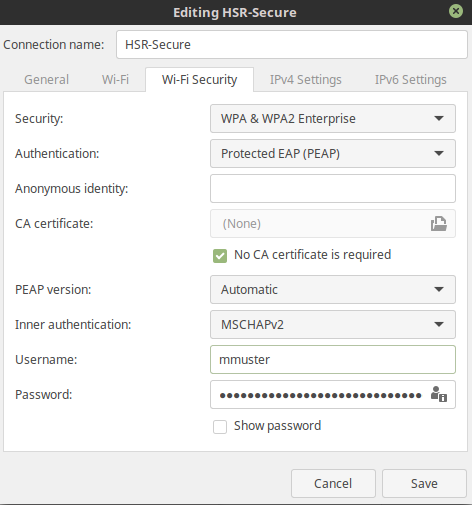 Editing HSR-Secure
Connection name: HSR-Secure
General Wi-Fi Wi-Fi Security IPv4 Settings IPv6 Settings
Security: WPA & WPA2 Enterprise
Authentication: Protected EAP (PEAP)
Anonymous identity:
CA certificate: (None)
No CA certificate is required
PEAP version: Automatic
Inner authentication: MSCHAPv2
Username: mmuster
Password: ●●●●●●●●●●●●●●●●●●●●●●●●●●●●●
Show password
Cancel Save